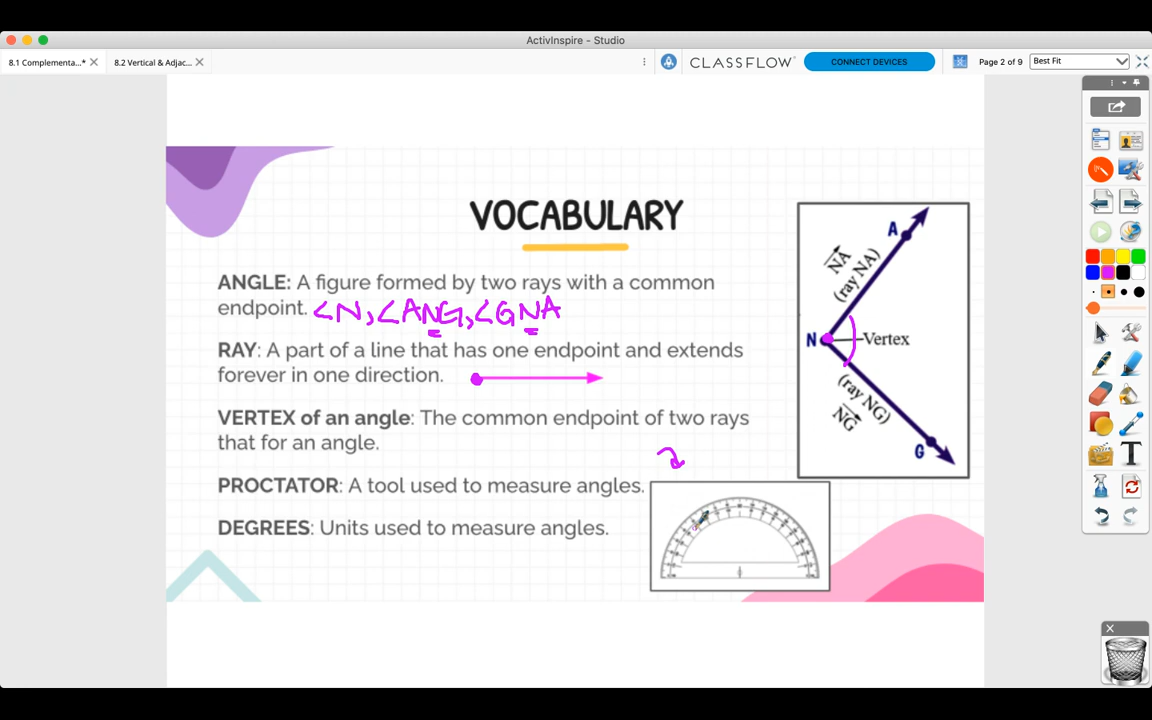 ActivInspire - Studio
8.1 Complementa...*
8.2 Vertical & Adjac...
CLASSFLOW
CONNECT DEVICES
Page 2 of 9
Best Fit
VOCABULARY
ANGLE: A figure formed by two rays with a common
endpoint. <N, <ANG, <GNA
RAY: A part of a line that has one endpoint and extends
forever in one direction.
VERTEX of an angle: The common endpoint of two rays
that for an angle.
PROCTATOR: A tool used to measure angles.
DEGREES: Units used to measure angles.
A
NA
(ray NA)
N
Vertex
(ray NG)
NG
G
T
X